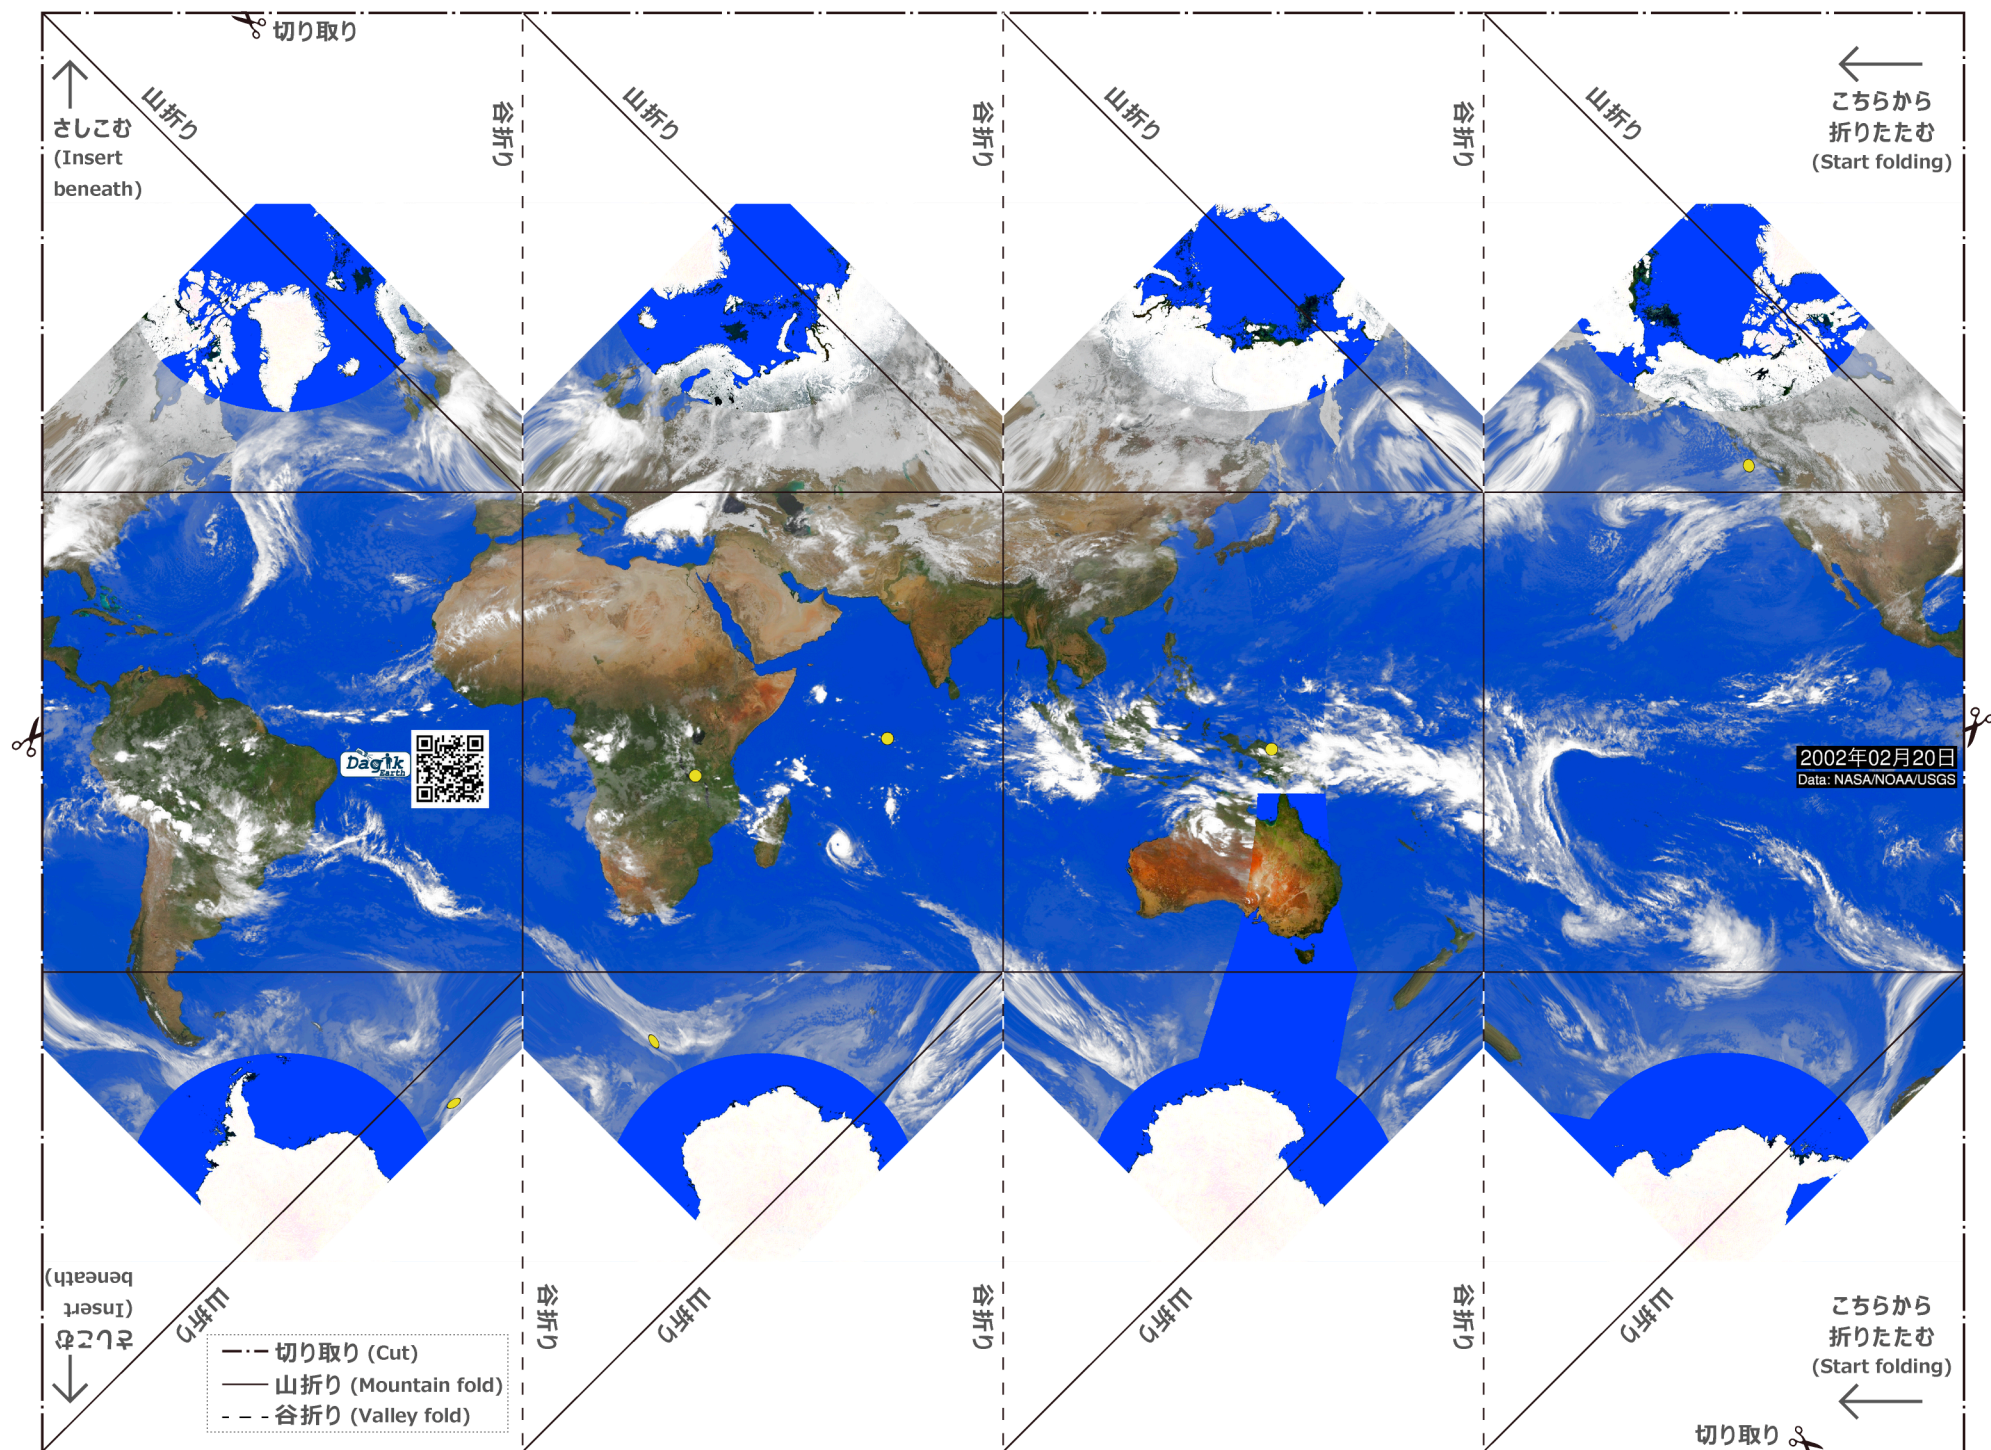 切り取り
山折り
山折り
山折り
山折り
谷折り
谷折り
谷折り
さしこむ
(Insert
beneath)
こちらから
折りたたむ
(Start folding)
Dagik
Earth
2002年02月20日
Data: NASA/NOAA/USGS
さしこむ
(Insert
beneath)
山折り
山折り
山折り
山折り
谷折り
谷折り
谷折り
切り取り (Cut)
山折り (Mountain fold)
谷折り (Valley fold)
こちらから
折りたたむ
(Start folding)
切り取り